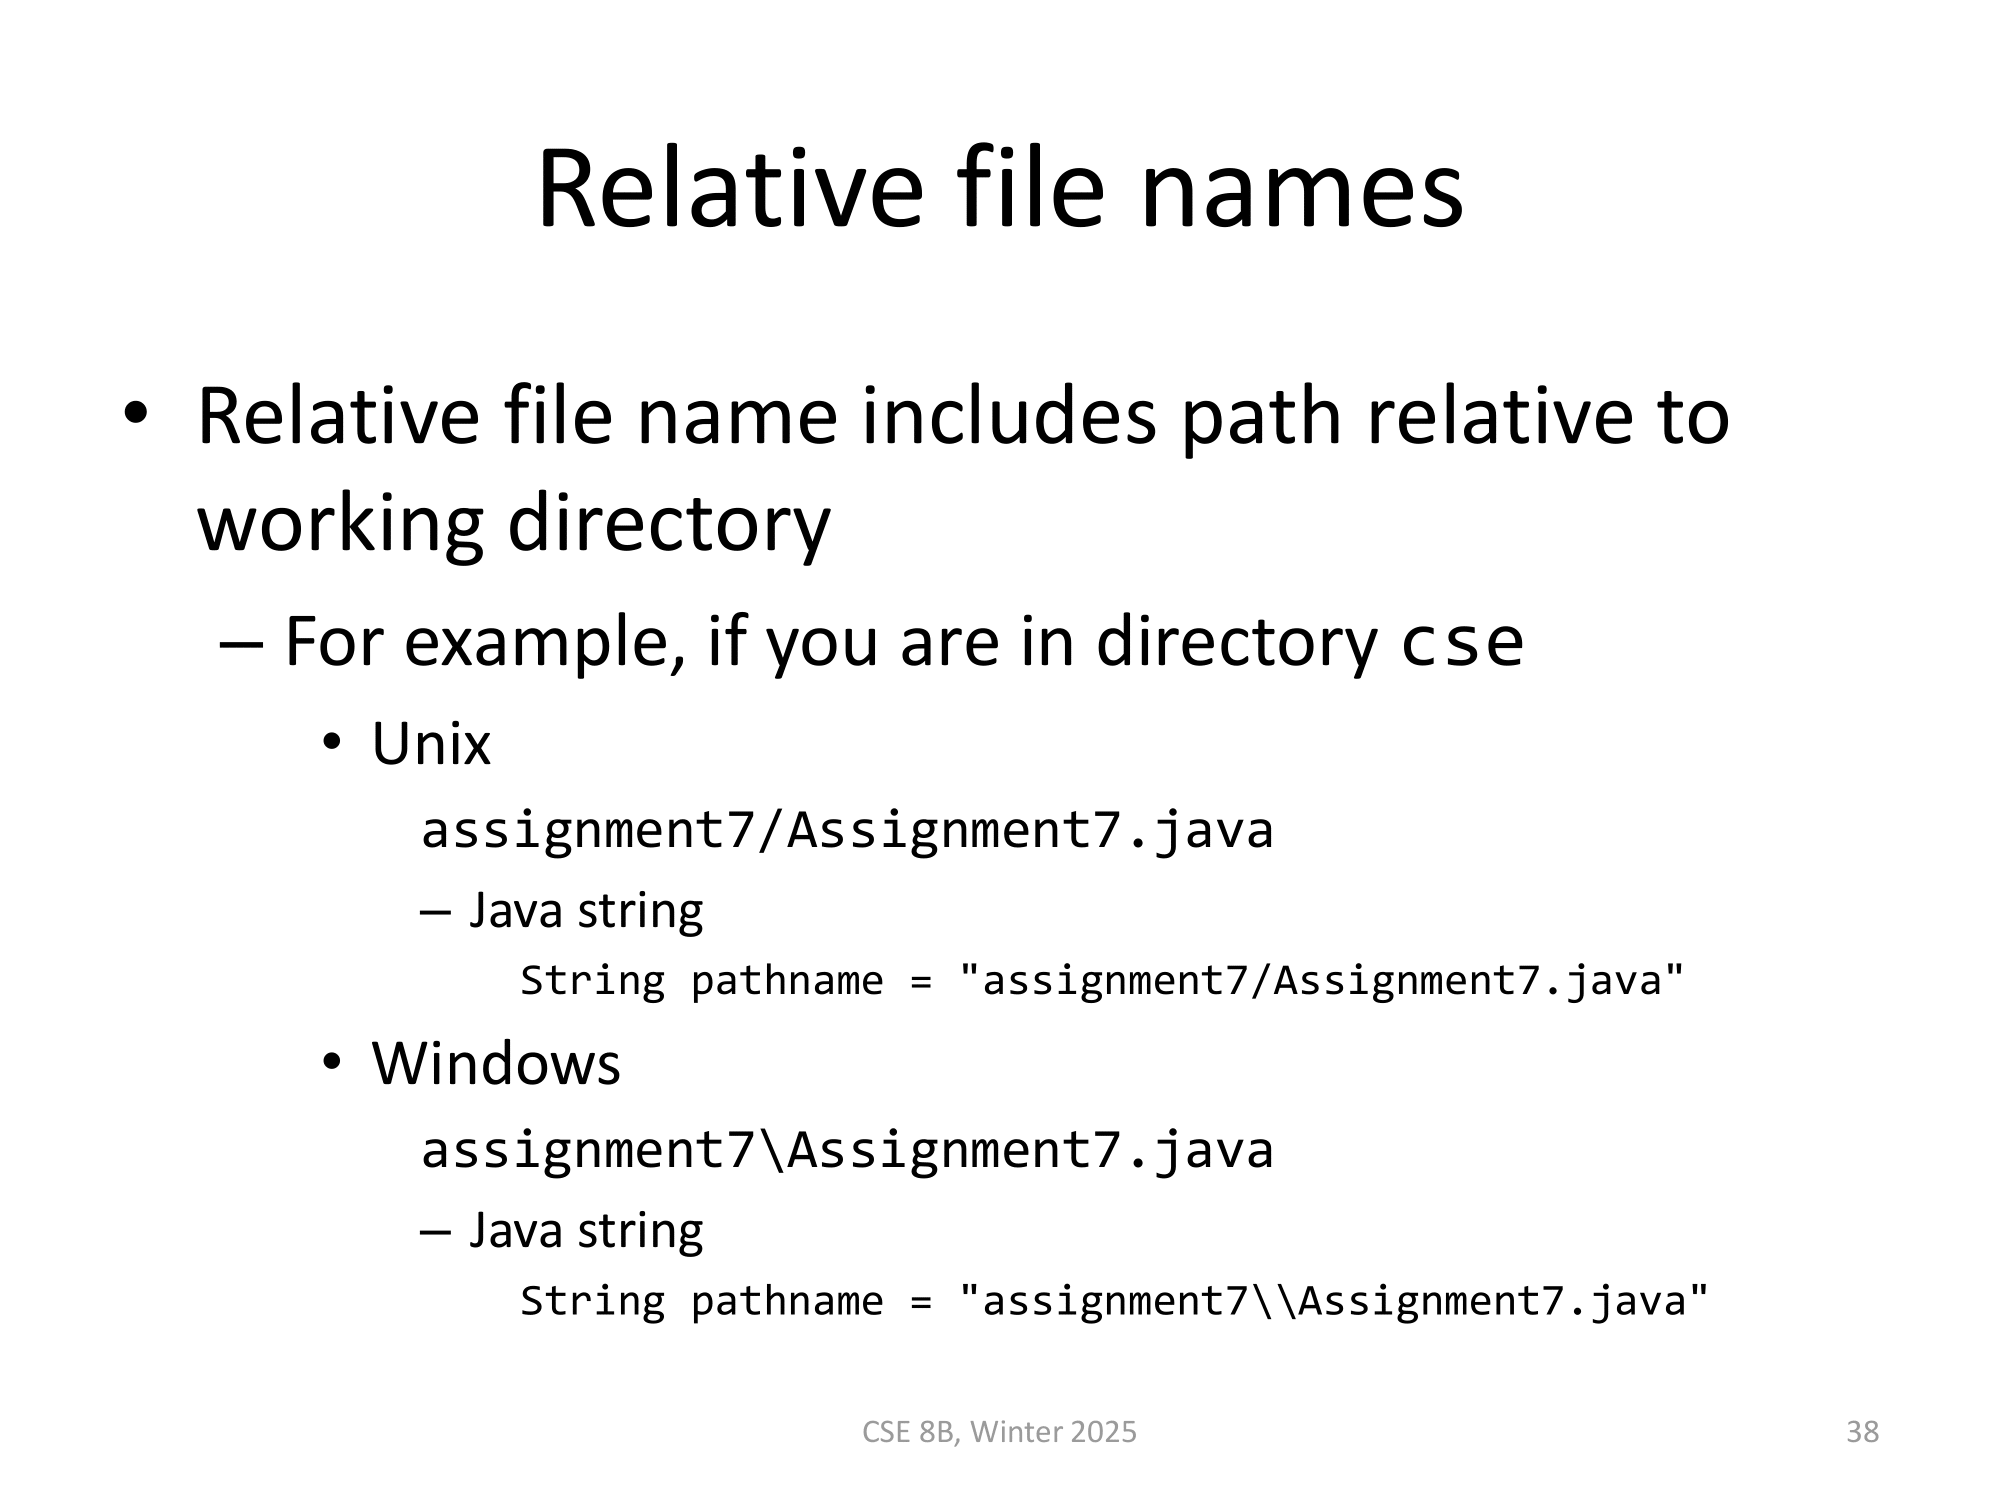 Relative file names
• Relative file name includes path relative to
working directory
– For example, if you are in directory cse
• Unix
assignment7/Assignment7.java
– Java string
String pathname = "assignment7/Assignment7.java"
• Windows
assignment7\Assignment7.java
– Java string
String pathname = "assignment7\\Assignment7.java"
CSE 8B, Winter 2025
38